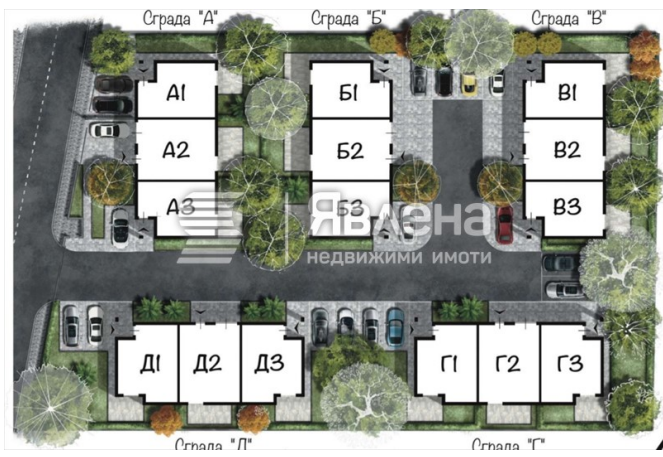 Сграда "А" Сграда "Б" Сграда "В"
А1 Б1 В1
А2 Б2 В2
А3 Б3 В3
Явлена
недвижими имоти
Д1 Д2 Д3 Г1 Г2 Г3
Сграда "Д" Сграда "Г"